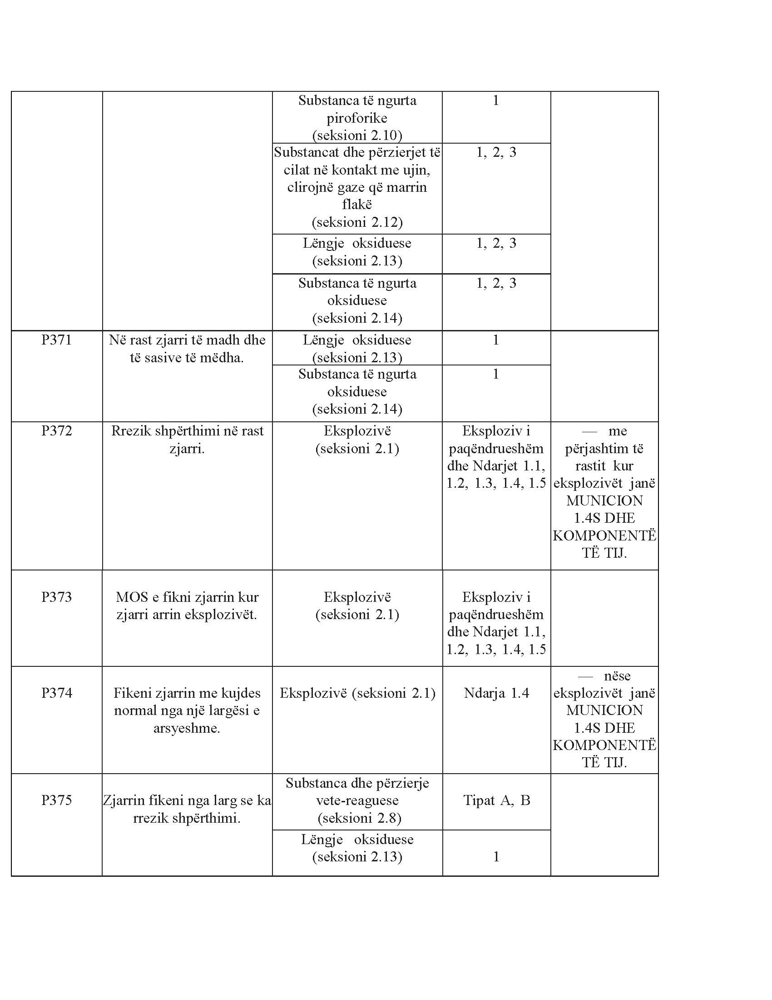 Substanca të ngurta
piroforike
(seksioni 2.10)
1
Substancat dhe përzierjet të
cilat në kontakt me ujin,
clirojnë gaze që marrin
flakë
(seksioni 2.12)
1, 2, 3
Lëngje oksiduese
(seksioni 2.13)
1, 2, 3
Substanca të ngurta
oksiduese
(seksioni 2.14)
1, 2, 3
P371
Në rast zjarri të madh dhe
të sasive të mëdha.
Lëngje oksiduese
(seksioni 2.13)
1
Substanca të ngurta
oksiduese
(seksioni 2.14)
1
P372
Rrezik shpërthimi në rast
zjarri.
Eksplozivë
(seksioni 2.1)
Eksploziv i
paqëndrueshëm
dhe Ndarjet 1.1,
1.2, 1.3, 1.4, 1.5
— me
përjashtim të
rastit kur
eksplozivët janë
MUNICION
1.4S DHE
KOMPONENTË
TË TIJ.
P373
MOS e fikni zjarrin kur
zjarri arrin eksplozivët.
Eksplozivë
(seksioni 2.1)
Eksploziv i
paqëndrueshëm
dhe Ndarjet 1.1,
1.2, 1.3, 1.4, 1.5
P374
Fikeni zjarrin me kujdes
normal nga një largësi e
arsyeshme.
Eksplozivë (seksioni 2.1)
Ndarja 1.4
— nëse
eksplozivët janë
MUNICION
1.4S DHE
KOMPONENTË
TË TIJ.
P375
Zjarrin fikeni nga larg se ka
rrezik shpërthimi.
Substanca dhe përzierje
vete-reaguese
(seksioni 2.8)
Tipat A, B
Lëngje oksiduese
(seksioni 2.13)
1